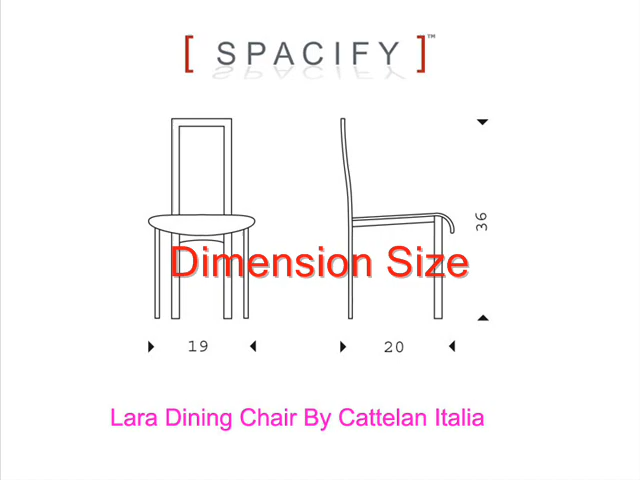 [ SPACIFY ]™
36
Dimension Size
19
20
Lara Dining Chair By Cattelan Italia